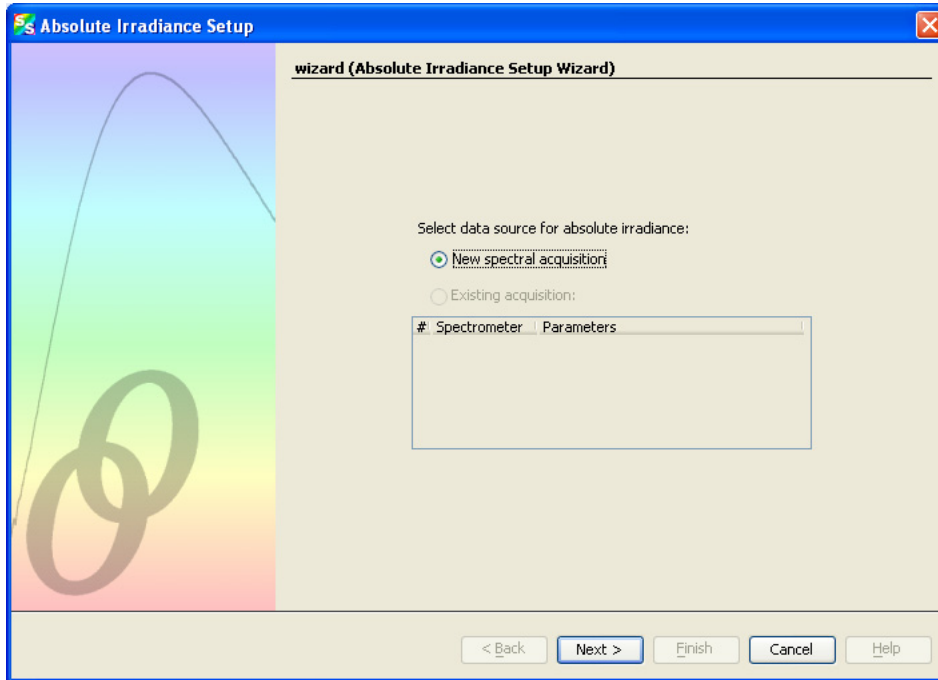 Absolute Irradiance Setup
wizard (Absolute Irradiance Setup Wizard)
Select data source for absolute irradiance:
New spectral acquisition
Existing acquisition:
# Spectrometer Parameters
< Back Next > Finish Cancel Help